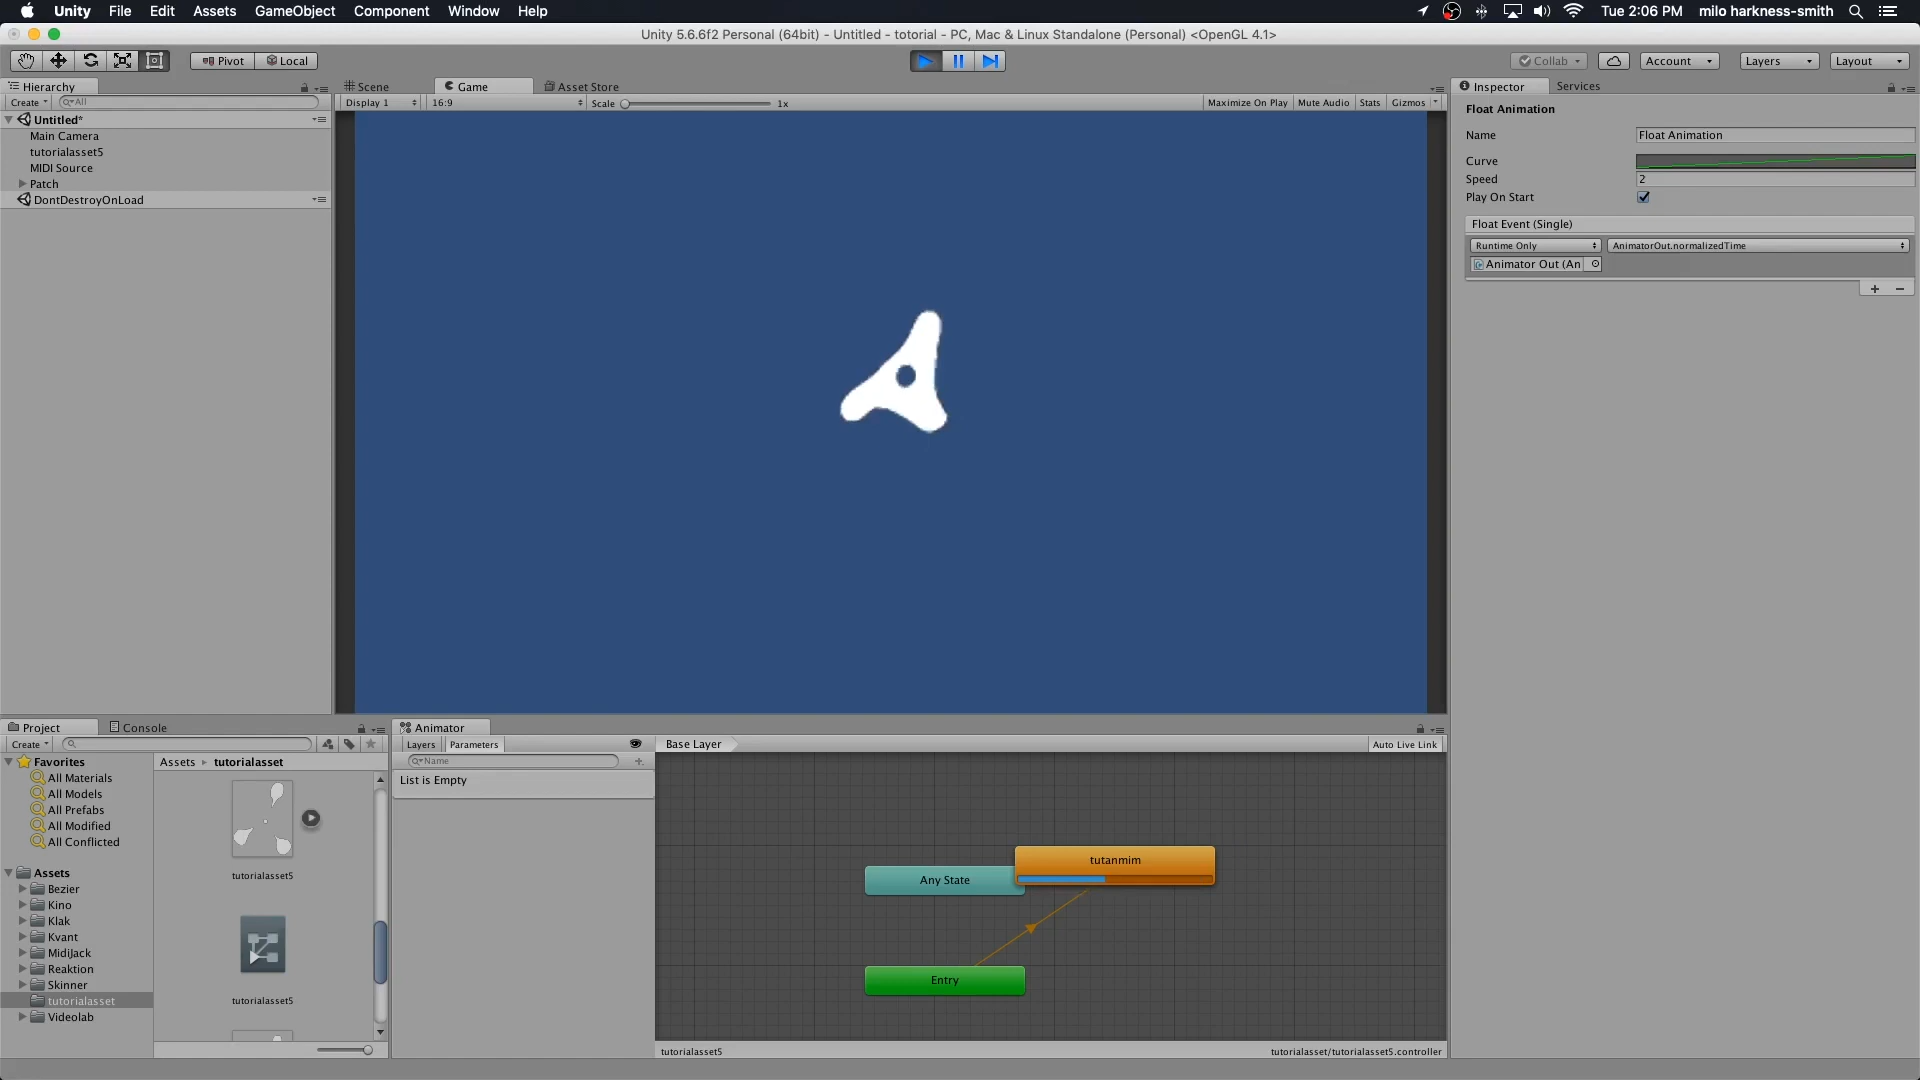 Unity File Edit Assets GameObject Component Window Help Tue 2:06 PM milo harkness-smith
Unity 5.6.6f2 Personal (64bit) - Untitled - totorial - PC, Mac & Linux Standalone (Personal) <OpenGL 4.1>
Pivot Local Collab Account Layers Layout
Hierarchy
Create All
Untitled*
Main Camera
tutorialasset5
MIDI Source
Patch
DontDestroyOnLoad
Scene Game Asset Store
Display 1 16:9 Scale 1x Maximize On Play Mute Audio Stats Gizmos
Inspector Services
Float Animation
Name Float Animation
Curve
Speed 2
Play On Start
Float Event (Single)
Runtime Only AnimatorOut.normalizedTime
Animator Out (An
+ −
Project Console
Create
Favorites
All Materials
All Models
All Prefabs
All Modified
All Conflicted
Assets
Bezier
Kino
Klak
Kvant
MidiJack
Reaktion
Skinner
tutorialasset
Videolab
Assets tutorialasset
tutorialasset5
tutorialasset5
Animator
Layers Parameters
Name
List is Empty
Base Layer Auto Live Link
tutanmim
Any State
Entry
tutorialasset5 tutorialasset/tutorialasset5.controller